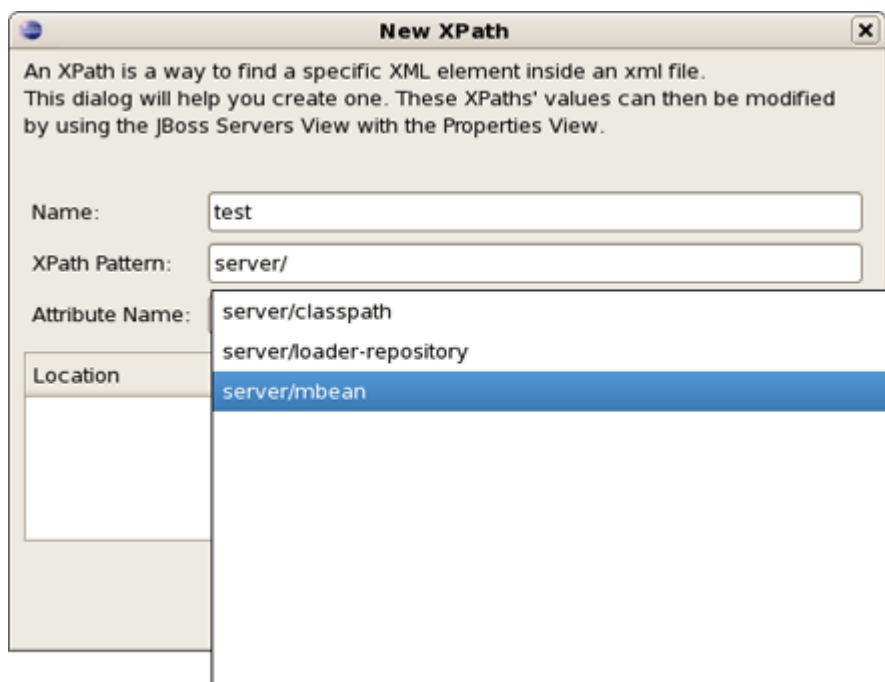 New XPath
An XPath is a way to find a specific XML element inside an xml file.
This dialog will help you create one. These XPaths' values can then be modified
by using the JBoss Servers View with the Properties View.
Name: test
XPath Pattern: server/
Attribute Name:
server/classpath
server/loader-repository
server/mbean
Location